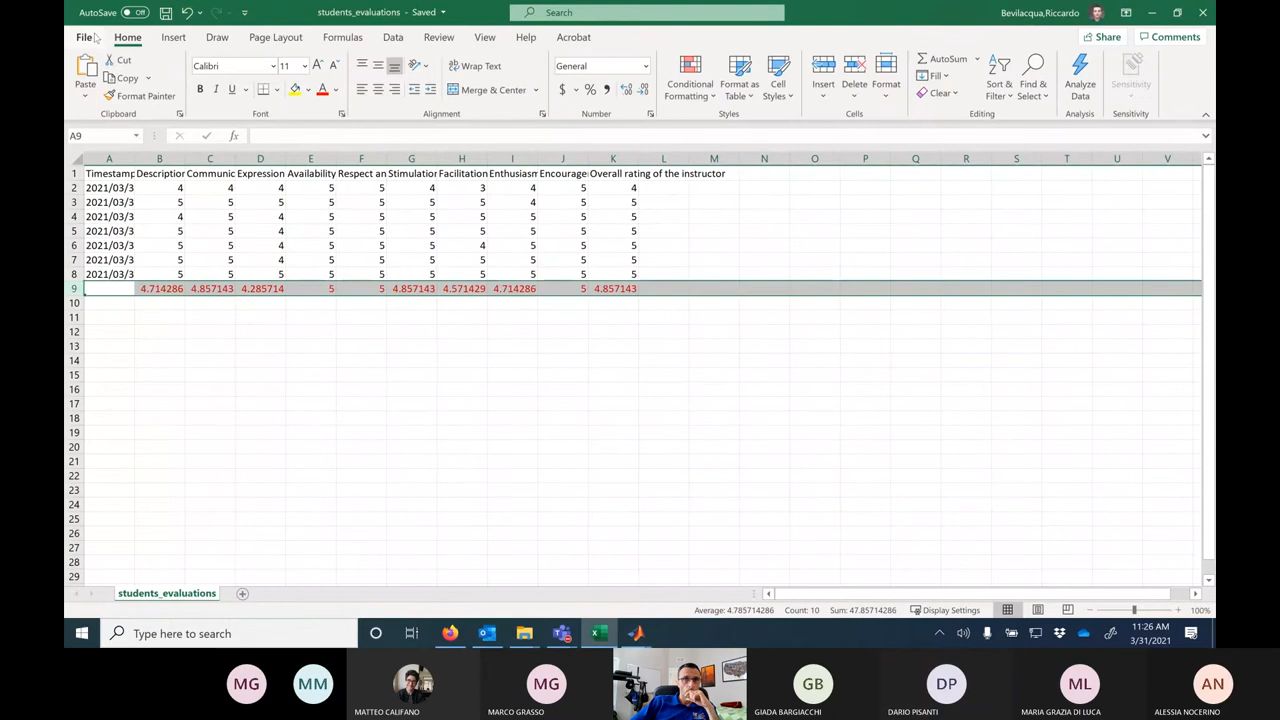 AutoSave Off students_evaluations - Saved Search Bevilacqua,Riccardo
File Home Insert Draw Page Layout Formulas Data Review View Help Acrobat Share Comments
Paste Cut Copy Format Painter Clipboard
Calibri 11 B I U Font
Wrap Text Merge & Center Alignment
General $ % Number
Conditional Formatting Format as Table Cell Styles Styles
Insert Delete Format Cells
AutoSum Fill Clear Sort & Filter Find & Select Editing
Analyze Data Analysis
Sensitivity Sensitivity
A9 fx
A B C D E F G H I J K L M N O P Q R S T U V
1 Timestamp Description Communic Expression Availability Respect an Stimulation Facilitation Enthusiasm Encourage Overall rating of the instructor
2 2021/03/3 4 4 4 5 5 4 3 4 5 4
3 2021/03/3 5 5 5 5 5 5 5 4 5 5
4 2021/03/3 4 5 4 5 5 5 5 5 5 5
5 2021/03/3 5 5 4 5 5 5 5 5 5 5
6 2021/03/3 5 5 4 5 5 5 4 5 5 5
7 2021/03/3 5 5 4 5 5 5 5 5 5 5
8 2021/03/3 5 5 5 5 5 5 5 5 5 5
9 4.714286 4.857143 4.285714 5 5 4.857143 4.571429 4.714286 5 4.857143
10
11
12
13
14
15
16
17
18
19
20
21
22
23
24
25
26
27
28
29
students_evaluations
Average: 4.785714286 Count: 10 Sum: 47.85714286 Display Settings 100%
Type here to search 11:26 AM
3/31/2021
MG MM MG GB DP ML AN
MATTEO CALIFANO MARCO GRASSO GIADA BARGIACCHI DARIO PISANTI MARIA GRAZIA DI LUCA ALESSIA NOCERINO